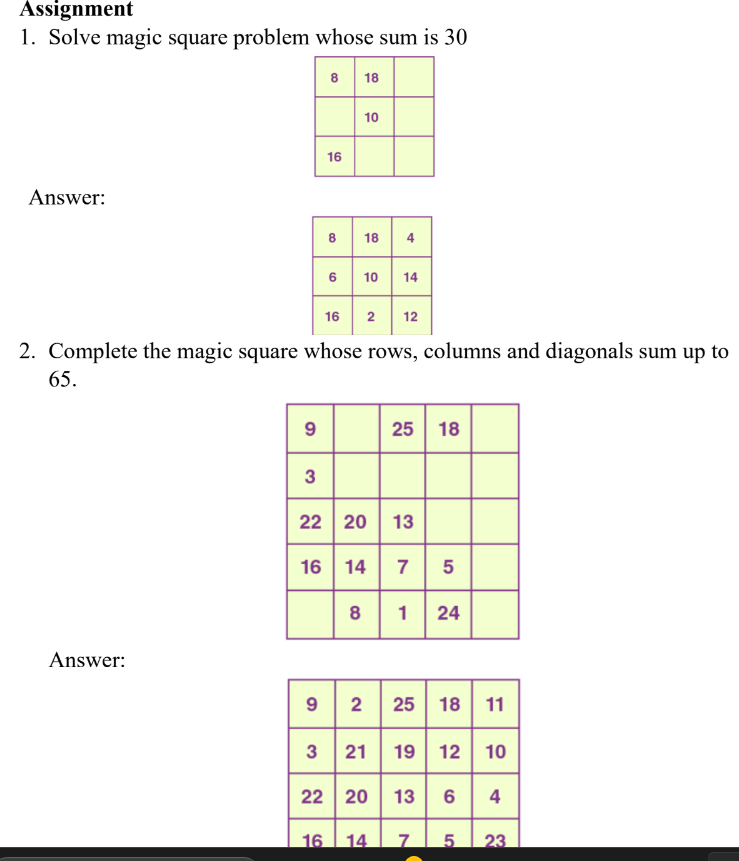 Assignment
1. Solve magic square problem whose sum is 30
8 18
10
16
Answer:
8 18 4
6 10 14
16 2 12
2. Complete the magic square whose rows, columns and diagonals sum up to
65.
9 25 18
3
22 20 13
16 14 7 5
8 1 24
Answer:
9 2 25 18 11
3 21 19 12 10
22 20 13 6 4
16 14 7 5 23